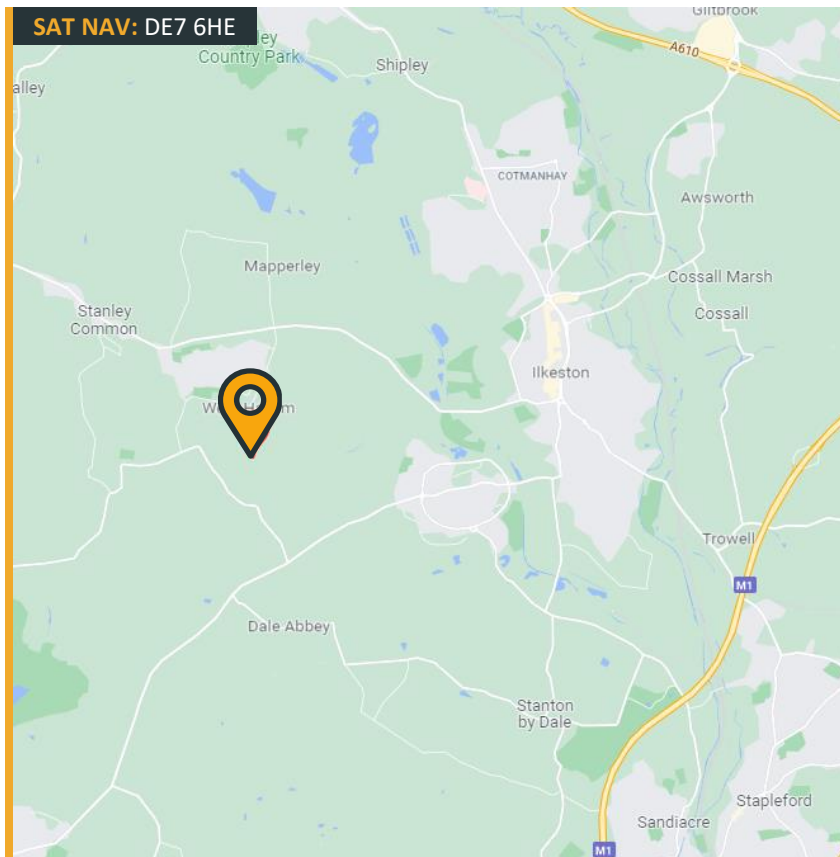 SAT NAV: DE7 6HE
Giltbrook
A610
Country Park
Shipley
alley
COTMANHAY
Awsworth
Mapperley
Cossall Marsh
Stanley
Common
Cossall
Ilkeston
Trowell
M1
Dale Abbey
Stanton
by Dale
Stapleford
Sandiacre
M1